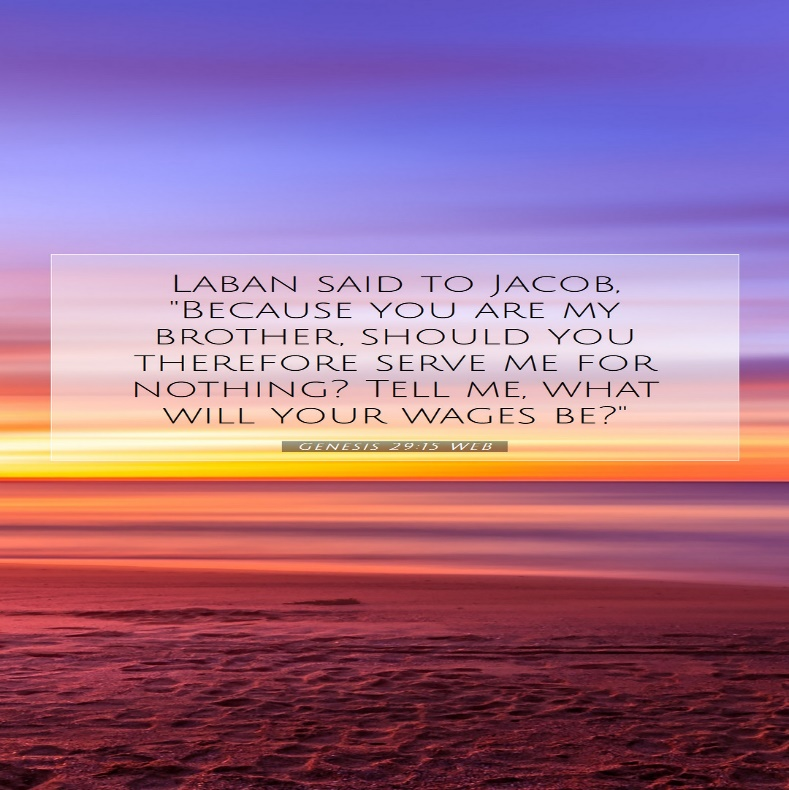 Laban said to Jacob,
"Because you are my
brother, should you
therefore serve me for
nothing? Tell me, what
will your wages be?"
Genesis 29:15 WEB